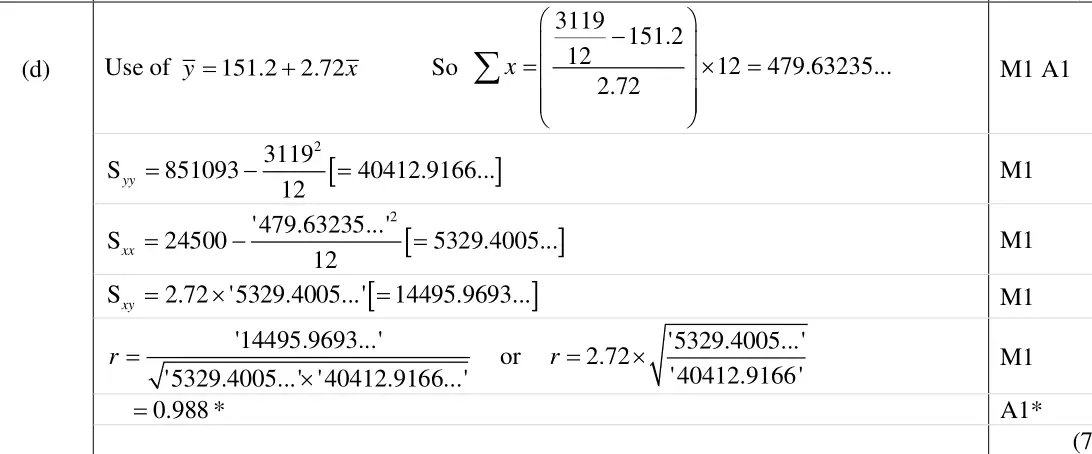 (d) Use of ȳ = 151.2 + 2.72x̄ So ∑x = ((3119/12 − 151.2)/2.72) × 12 = 479.63235... M1 A1
S_yy = 851093 − 3119²/12 [= 40412.9166...] M1
S_xx = 24500 − '479.63235...'²/12 [= 5329.4005...] M1
S_xy = 2.72 × '5329.4005...' [= 14495.9693...] M1
r = '14495.9693...'/√('5329.4005...' × '40412.9166...') or r = 2.72 × √('5329.4005...'/'40412.9166') M1
= 0.988 * A1*
(7